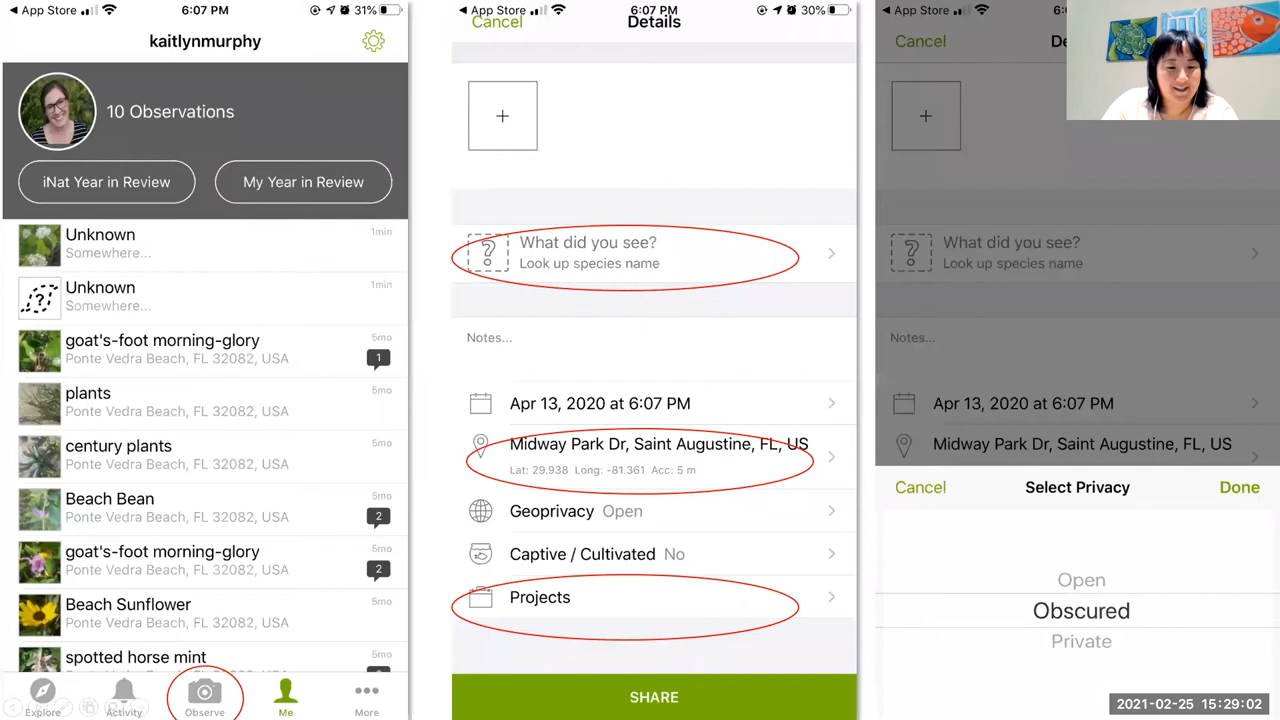 App Store 6:07 PM 31%
kaitlynmurphy
10 Observations
iNat Year in Review
My Year in Review
Unknown 1min
Somewhere...
Unknown 1min
Somewhere...
goat's-foot morning-glory 5mo
Ponte Vedra Beach, FL 32082, USA 1
plants 5mo
Ponte Vedra Beach, FL 32082, USA
century plants 5mo
Ponte Vedra Beach, FL 32082, USA
Beach Bean 5mo
Ponte Vedra Beach, FL 32082, USA 2
goat's-foot morning-glory 5mo
Ponte Vedra Beach, FL 32082, USA 2
Beach Sunflower 5mo
Ponte Vedra Beach, FL 32082, USA
spotted horse mint 5mo
Explore Activity Observe Me More
App Store 6:07 PM 30%
Cancel Details
+
?
What did you see?
Look up species name
Notes...
Apr 13, 2020 at 6:07 PM
Midway Park Dr, Saint Augustine, FL, US
Lat: 29.938 Long: -81.361 Acc: 5 m
Geoprivacy Open
Captive / Cultivated No
Projects
SHARE
App Store 6:
Cancel De
+
?
What did you see?
Look up species name
Notes...
Apr 13, 2020 at 6:07 PM
Midway Park Dr, Saint Augustine, FL, US
Cancel Select Privacy Done
Open
Obscured
Private
2021-02-25 15:29:02